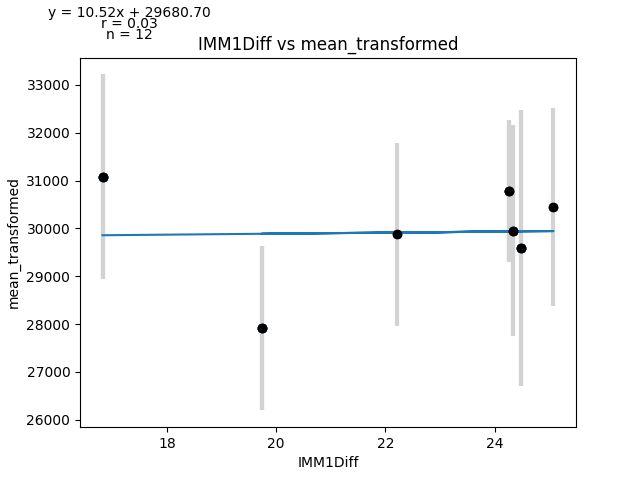 y = 10.52x + 29680.70
r = 0.03
n = 12
IMM1Diff vs mean_transformed
33000
32000
31000
30000
29000
28000
27000
26000
mean_transformed
18
20
22
24
IMM1Diff